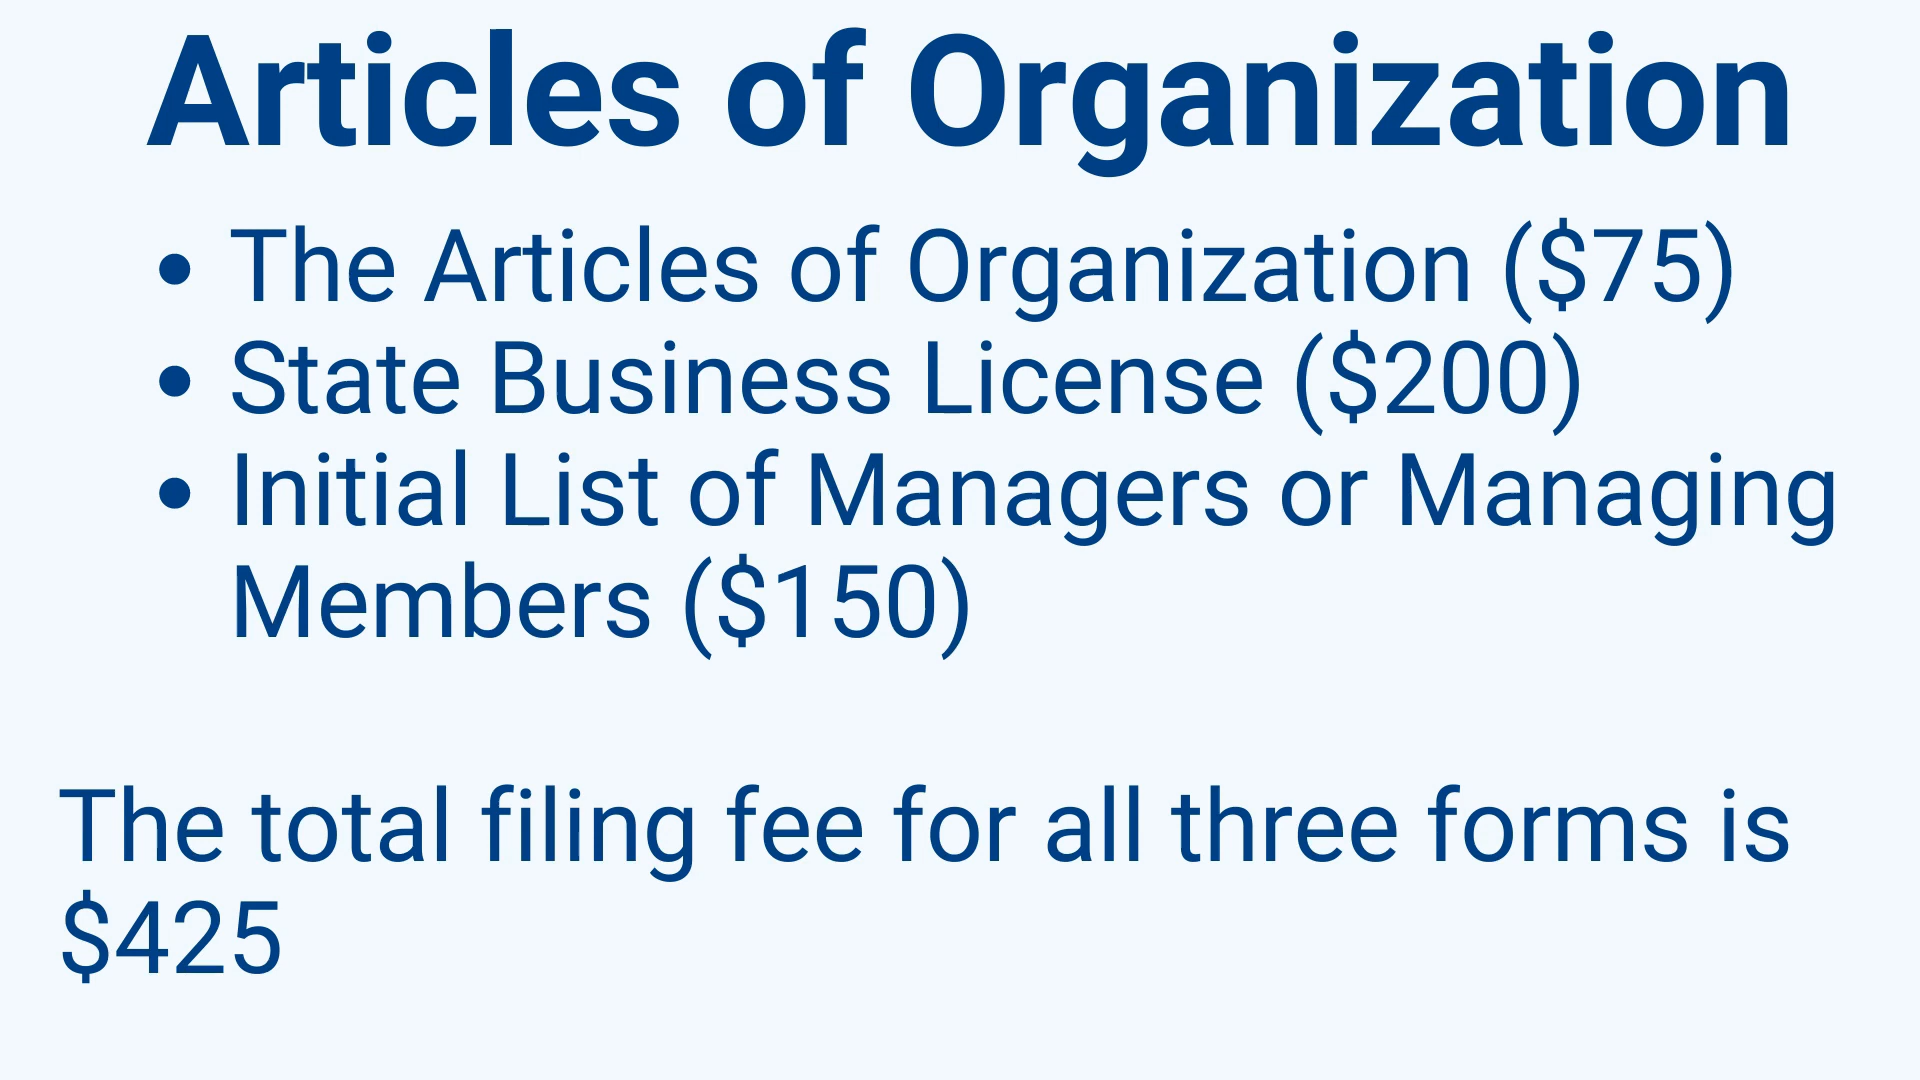 Articles of Organization
• The Articles of Organization ($75)
• State Business License ($200)
• Initial List of Managers or Managing
Members ($150)
The total filing fee for all three forms is
$425